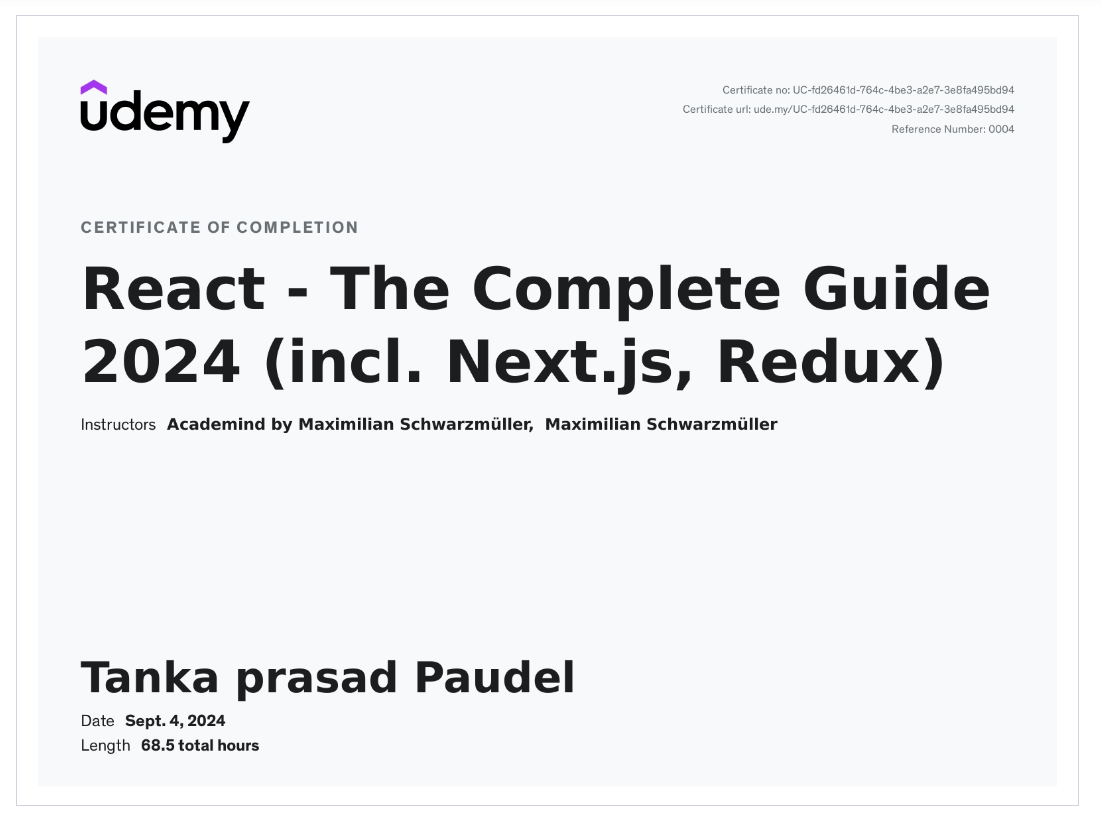 udemy
Certificate no: UC-fd26461d-764c-4be3-a2e7-3e8fa495bd94
Certificate url: ude.my/UC-fd26461d-764c-4be3-a2e7-3e8fa495bd94
Reference Number: 0004
CERTIFICATE OF COMPLETION
React - The Complete Guide
2024 (incl. Next.js, Redux)
Instructors Academind by Maximilian Schwarzmüller, Maximilian Schwarzmüller
Tanka prasad Paudel
Date Sept. 4, 2024
Length 68.5 total hours